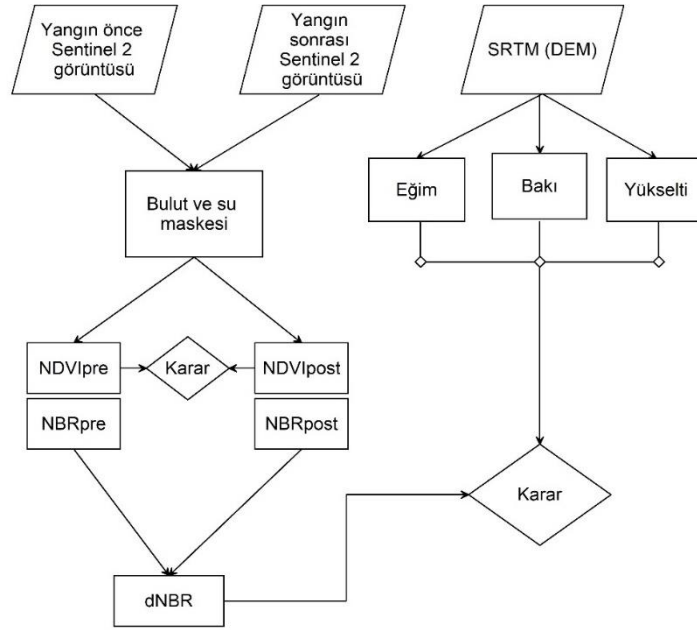 Yangın önce
Sentinel 2
görüntüsü
Yangın
sonrası
Sentinel 2
görüntüsü
SRTM (DEM)
Eğim
Bakı
Yükselti
Bulut ve su
maskesi
NDVIpre
Karar
NDVIpost
NBRpre
NBRpost
Karar
dNBR